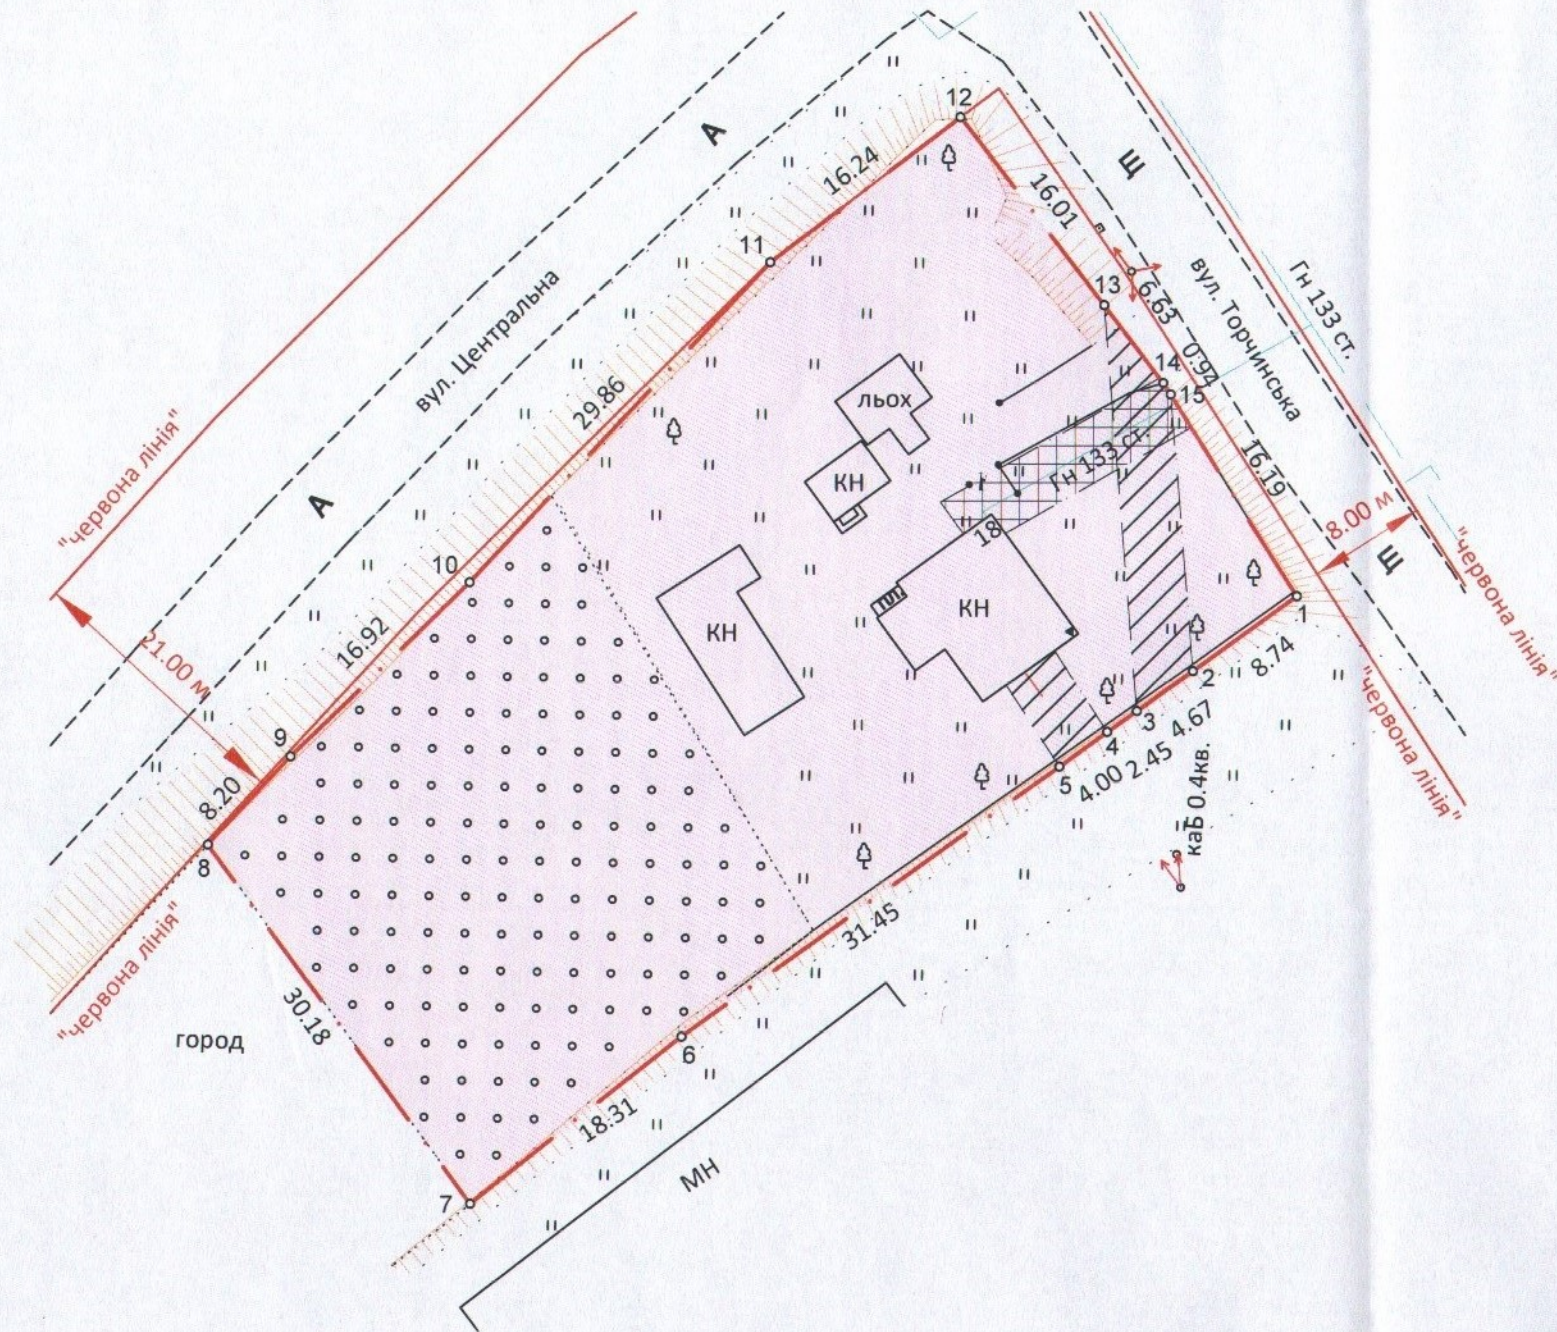 12
А
Щ
16.24
16.01
л
11
вул. Торчинська
Гн 133 ст.
13
6.63
вул. Центральна
14
0.94
15
29.86
льох
"червона лінія"
КН
Гн 133 ст.
16.19
г
А
18
8.00 м
Щ
"червона лінія"
10
КН
КН
1
21.00 м
16.92
8.74
2
"червона лінія"
3
4.67
9
4
2.45
5
4.00
каб 0.4кв.
8.20
8
31.45
"червона лінія"
30.18
город
6
18.31
МН
7